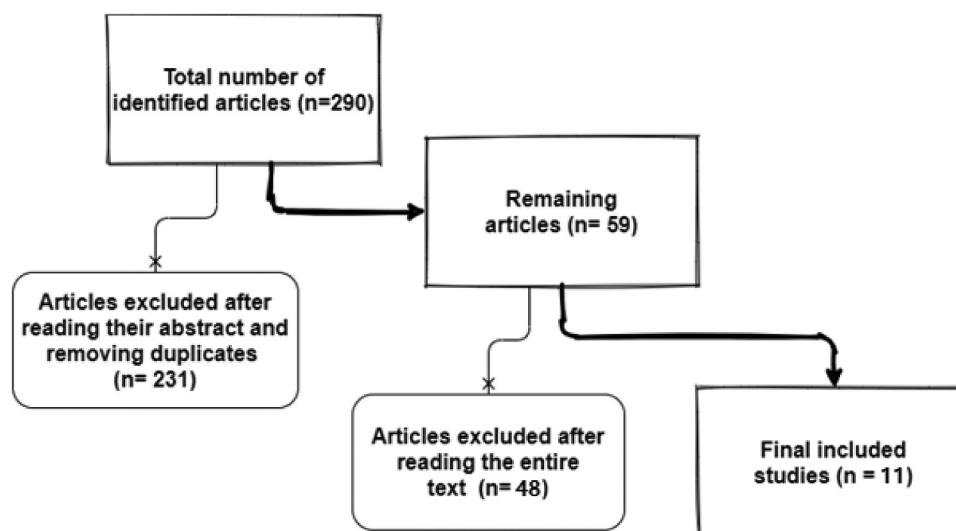 Total number of
identified articles (n=290)
Remaining
articles (n= 59)
Articles excluded after
reading their abstract and
removing duplicates
(n= 231)
Articles excluded after
reading the entire
text (n= 48)
Final included
studies (n = 11)